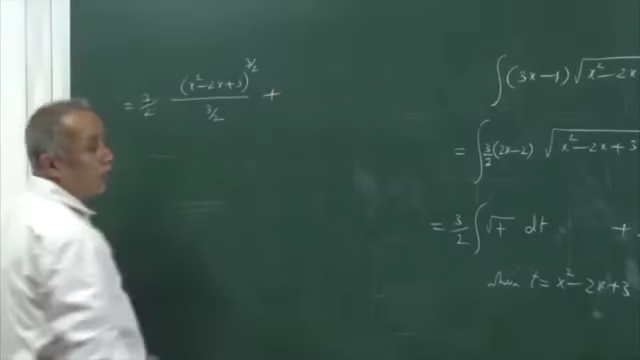 = 3/2 (x²-2x+3)^3/2 / 3/2 +
∫(3x-1)√x²-2x
= ∫3/2(2x-2) √x²-2x+3
= 3/2 ∫√t dt +
when t = x²-2x+3